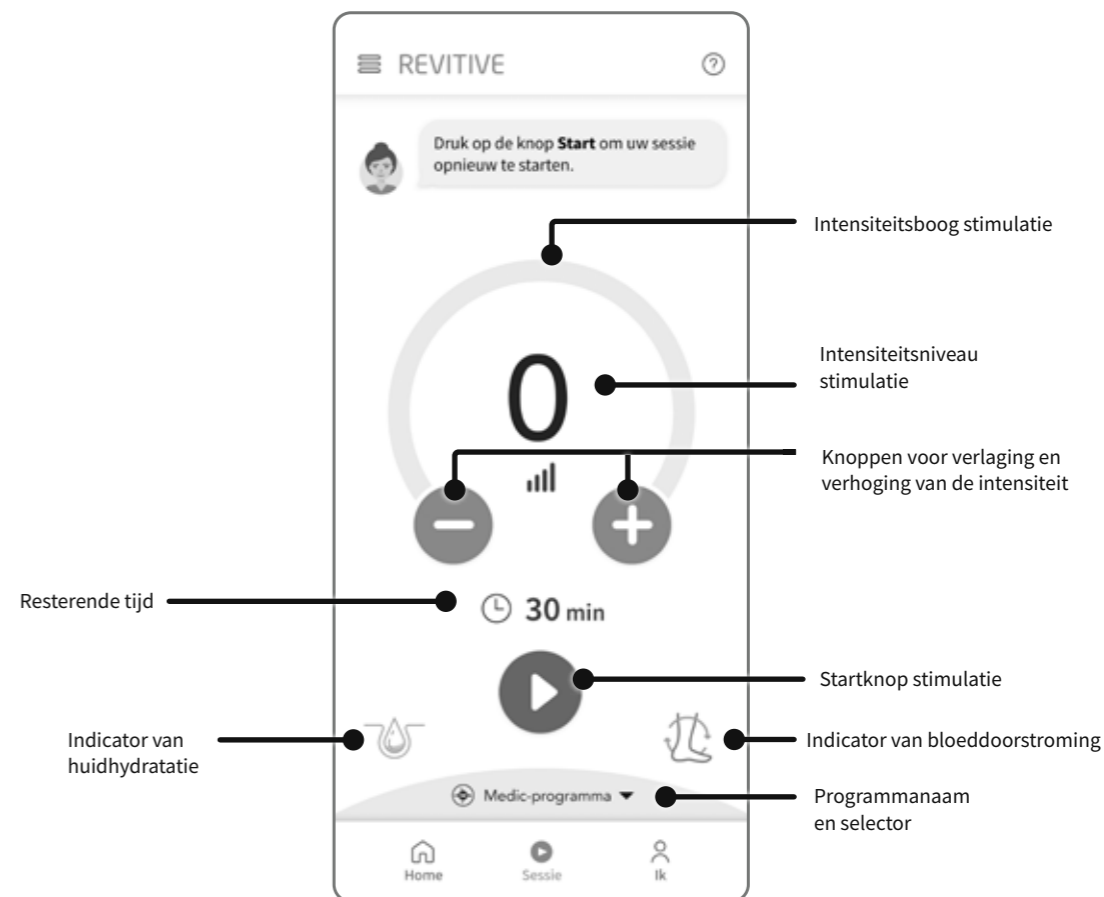 REVITIVE
?
Druk op de knop Start om uw sessie
opnieuw te starten.
Intensiteitsboog stimulatie
0
Intensiteitsniveau
stimulatie
Knoppen voor verlaging en
verhoging van de intensiteit
Resterende tijd
30 min
Startknop stimulatie
Indicator van
huidhydratatie
Indicator van bloeddoorstroming
Medic-programma
Programmanaam
en selector
Home
Sessie
Ik